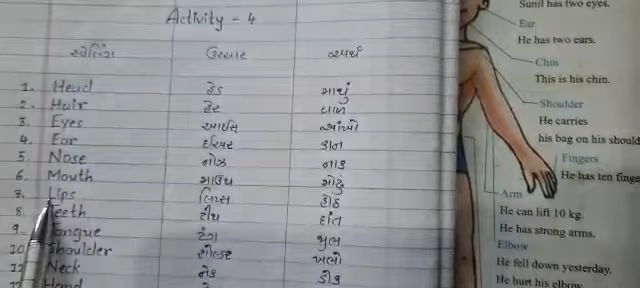 Activity - 4
સ્પેલિંગ ઉચ્ચાર અર્થ
1. Head હેડ માથું
2. Hair હેર વાળ
3. Eyes આઈસ આંખો
4. Ear ઈયર કાન
5. Nose નોઝ નાક
6. Mouth માઉથ મોઢું
7. Lips લિપ્સ હોઠ
8. Teeth ટીથ દાંત
9. Tongue ટંગ જીભ
10. Shoulder શોલ્ડર ખભો
11. Neck નેક ડોક
Hand
Sunil has two eyes.
Ear
He has two ears.
Chin
This is his chin.
Shoulder
He carries
his bag on his should
Fingers
He has ten finge
Arm
He can lift 10 kg.
He has strong arms.
Elbow
He fell down yesterday.
He hurt his elbow